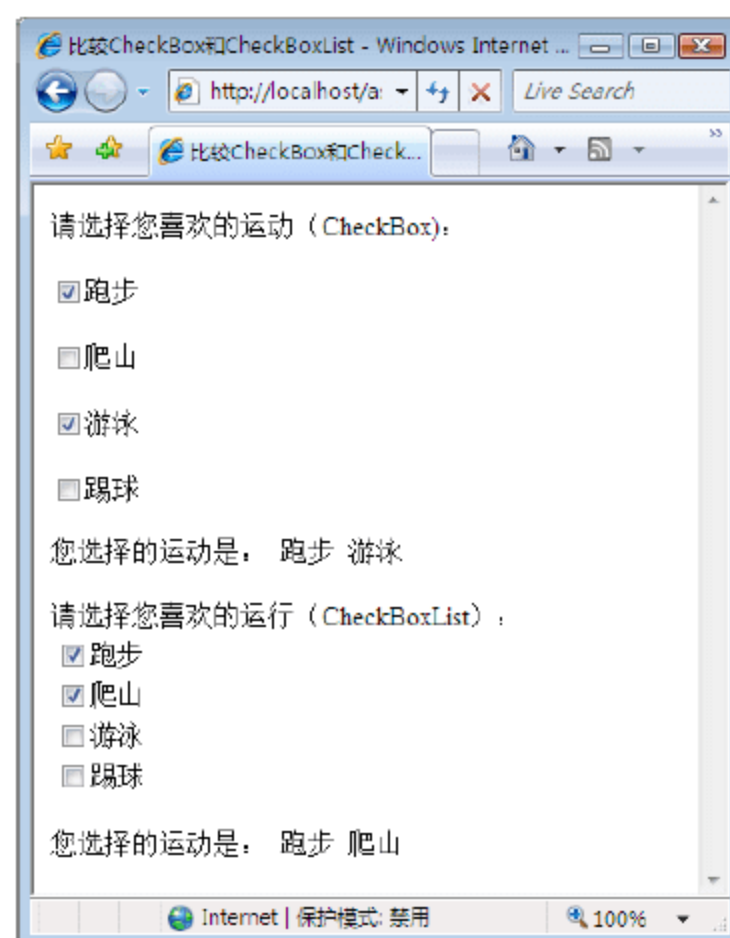 比较CheckBox和CheckBoxList - Windows Internet ...
http://localhost/a
Live Search
比较CheckBox和Check...
请选择您喜欢的运动（CheckBox)：
跑步
爬山
游泳
踢球
您选择的运动是： 跑步 游泳
请选择您喜欢的运行（CheckBoxList）：
跑步
爬山
游泳
踢球
您选择的运动是： 跑步 爬山
Internet | 保护模式: 禁用
100%